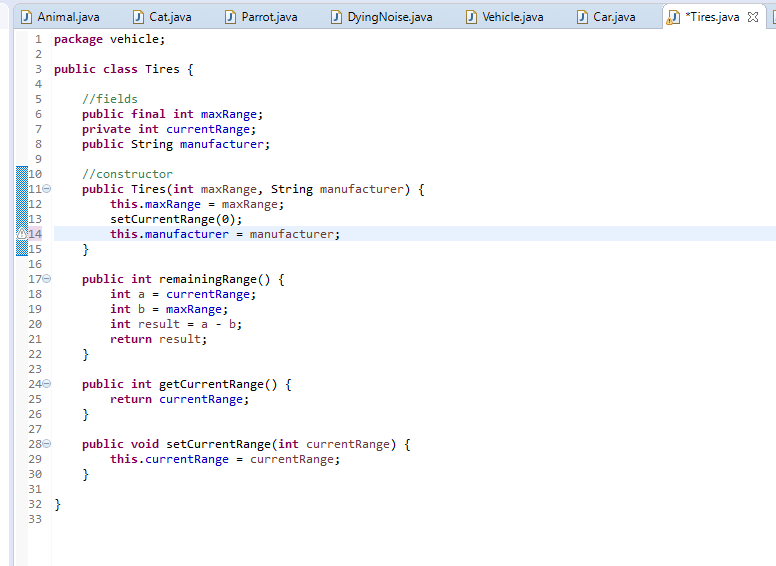 Animal.java Cat.java Parrot.java DyingNoise.java Vehicle.java Car.java *Tires.java
1 package vehicle;
2
3 public class Tires {
4
5 //fields
6 public final int maxRange;
7 private int currentRange;
8 public String manufacturer;
9
10 //constructor
11 public Tires(int maxRange, String manufacturer) {
12 this.maxRange = maxRange;
13 setCurrentRange(0);
14 this.manufacturer = manufacturer;
15 }
16
17 public int remainingRange() {
18 int a = currentRange;
19 int b = maxRange;
20 int result = a - b;
21 return result;
22 }
23
24 public int getCurrentRange() {
25 return currentRange;
26 }
27
28 public void setCurrentRange(int currentRange) {
29 this.currentRange = currentRange;
30 }
31
32 }
33